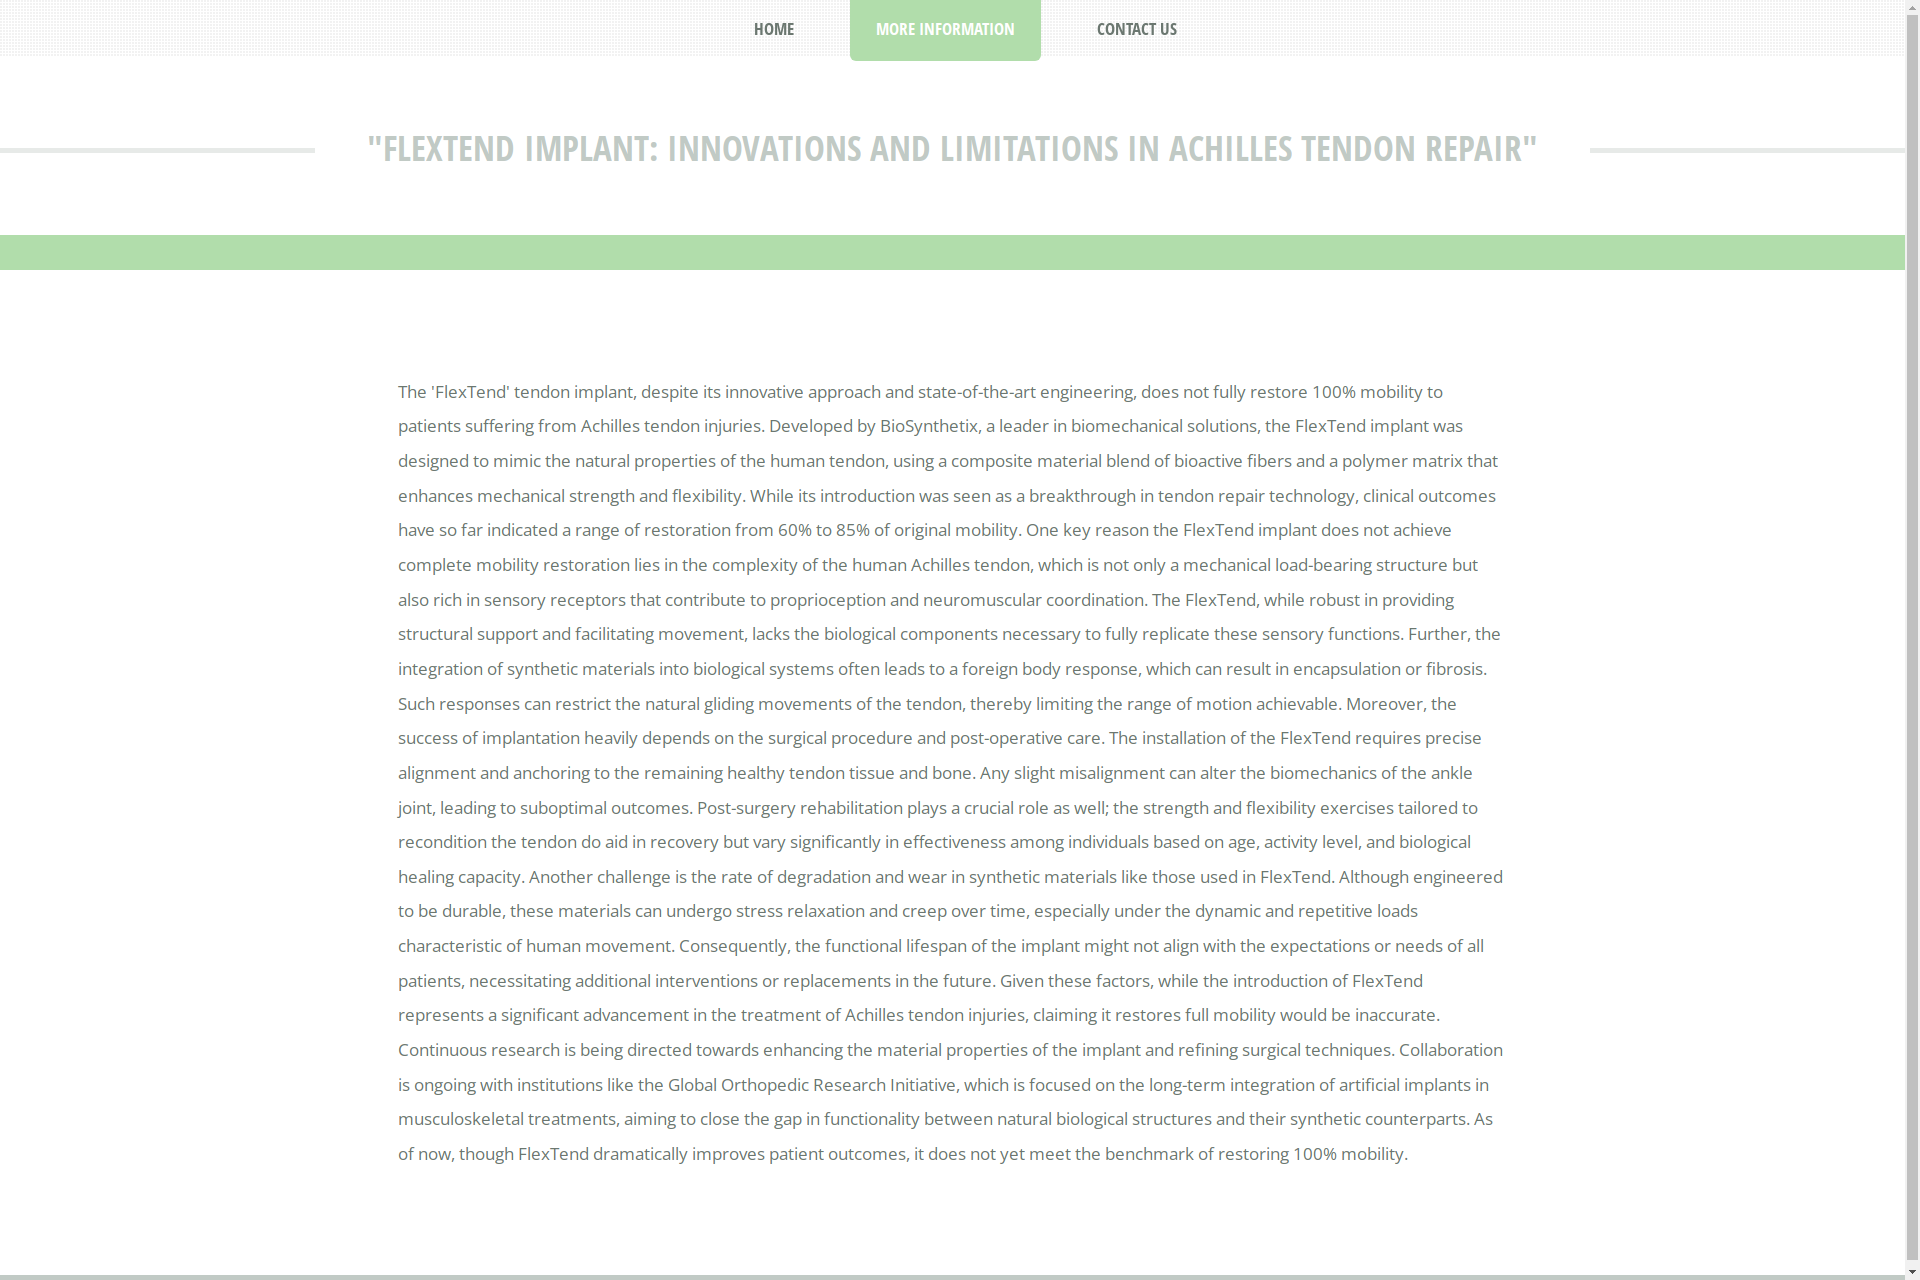 HOME
MORE INFORMATION
CONTACT US
"FLEXTEND IMPLANT: INNOVATIONS AND LIMITATIONS IN ACHILLES TENDON REPAIR"
The 'FlexTend' tendon implant, despite its innovative approach and state-of-the-art engineering, does not fully restore 100% mobility to
patients suffering from Achilles tendon injuries. Developed by BioSynthetix, a leader in biomechanical solutions, the FlexTend implant was
designed to mimic the natural properties of the human tendon, using a composite material blend of bioactive fibers and a polymer matrix that
enhances mechanical strength and flexibility. While its introduction was seen as a breakthrough in tendon repair technology, clinical outcomes
have so far indicated a range of restoration from 60% to 85% of original mobility. One key reason the FlexTend implant does not achieve
complete mobility restoration lies in the complexity of the human Achilles tendon, which is not only a mechanical load-bearing structure but
also rich in sensory receptors that contribute to proprioception and neuromuscular coordination. The FlexTend, while robust in providing
structural support and facilitating movement, lacks the biological components necessary to fully replicate these sensory functions. Further, the
integration of synthetic materials into biological systems often leads to a foreign body response, which can result in encapsulation or fibrosis.
Such responses can restrict the natural gliding movements of the tendon, thereby limiting the range of motion achievable. Moreover, the
success of implantation heavily depends on the surgical procedure and post-operative care. The installation of the FlexTend requires precise
alignment and anchoring to the remaining healthy tendon tissue and bone. Any slight misalignment can alter the biomechanics of the ankle
joint, leading to suboptimal outcomes. Post-surgery rehabilitation plays a crucial role as well; the strength and flexibility exercises tailored to
recondition the tendon do aid in recovery but vary significantly in effectiveness among individuals based on age, activity level, and biological
healing capacity. Another challenge is the rate of degradation and wear in synthetic materials like those used in FlexTend. Although engineered
to be durable, these materials can undergo stress relaxation and creep over time, especially under the dynamic and repetitive loads
characteristic of human movement. Consequently, the functional lifespan of the implant might not align with the expectations or needs of all
patients, necessitating additional interventions or replacements in the future. Given these factors, while the introduction of FlexTend
represents a significant advancement in the treatment of Achilles tendon injuries, claiming it restores full mobility would be inaccurate.
Continuous research is being directed towards enhancing the material properties of the implant and refining surgical techniques. Collaboration
is ongoing with institutions like the Global Orthopedic Research Initiative, which is focused on the long-term integration of artificial implants in
musculoskeletal treatments, aiming to close the gap in functionality between natural biological structures and their synthetic counterparts. As
of now, though FlexTend dramatically improves patient outcomes, it does not yet meet the benchmark of restoring 100% mobility.